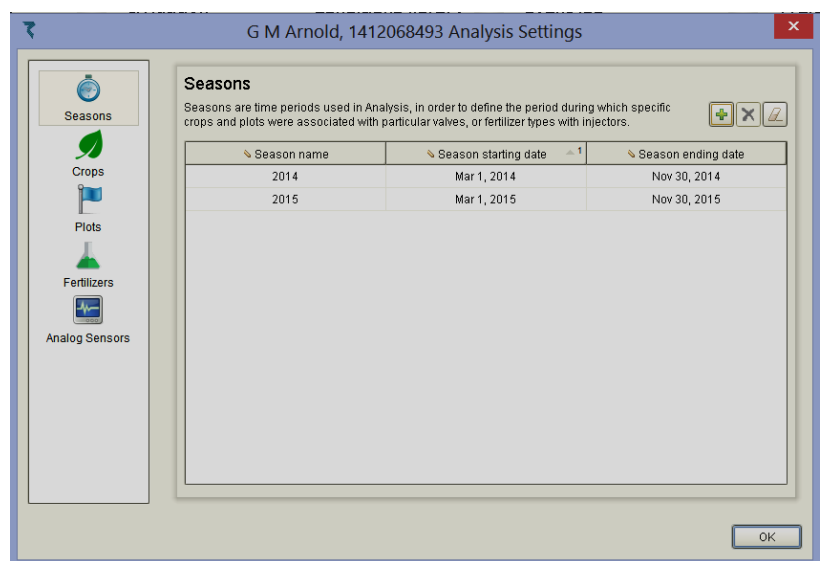 G M Arnold, 1412068493 Analysis Settings
Seasons
Crops
Plots
Fertilizers
Analog Sensors
Seasons
Seasons are time periods used in Analysis, in order to define the period during which specific
crops and plots were associated with particular valves, or fertilizer types with injectors.
Season name Season starting date 1 Season ending date
2014 Mar 1, 2014 Nov 30, 2014
2015 Mar 1, 2015 Nov 30, 2015
OK